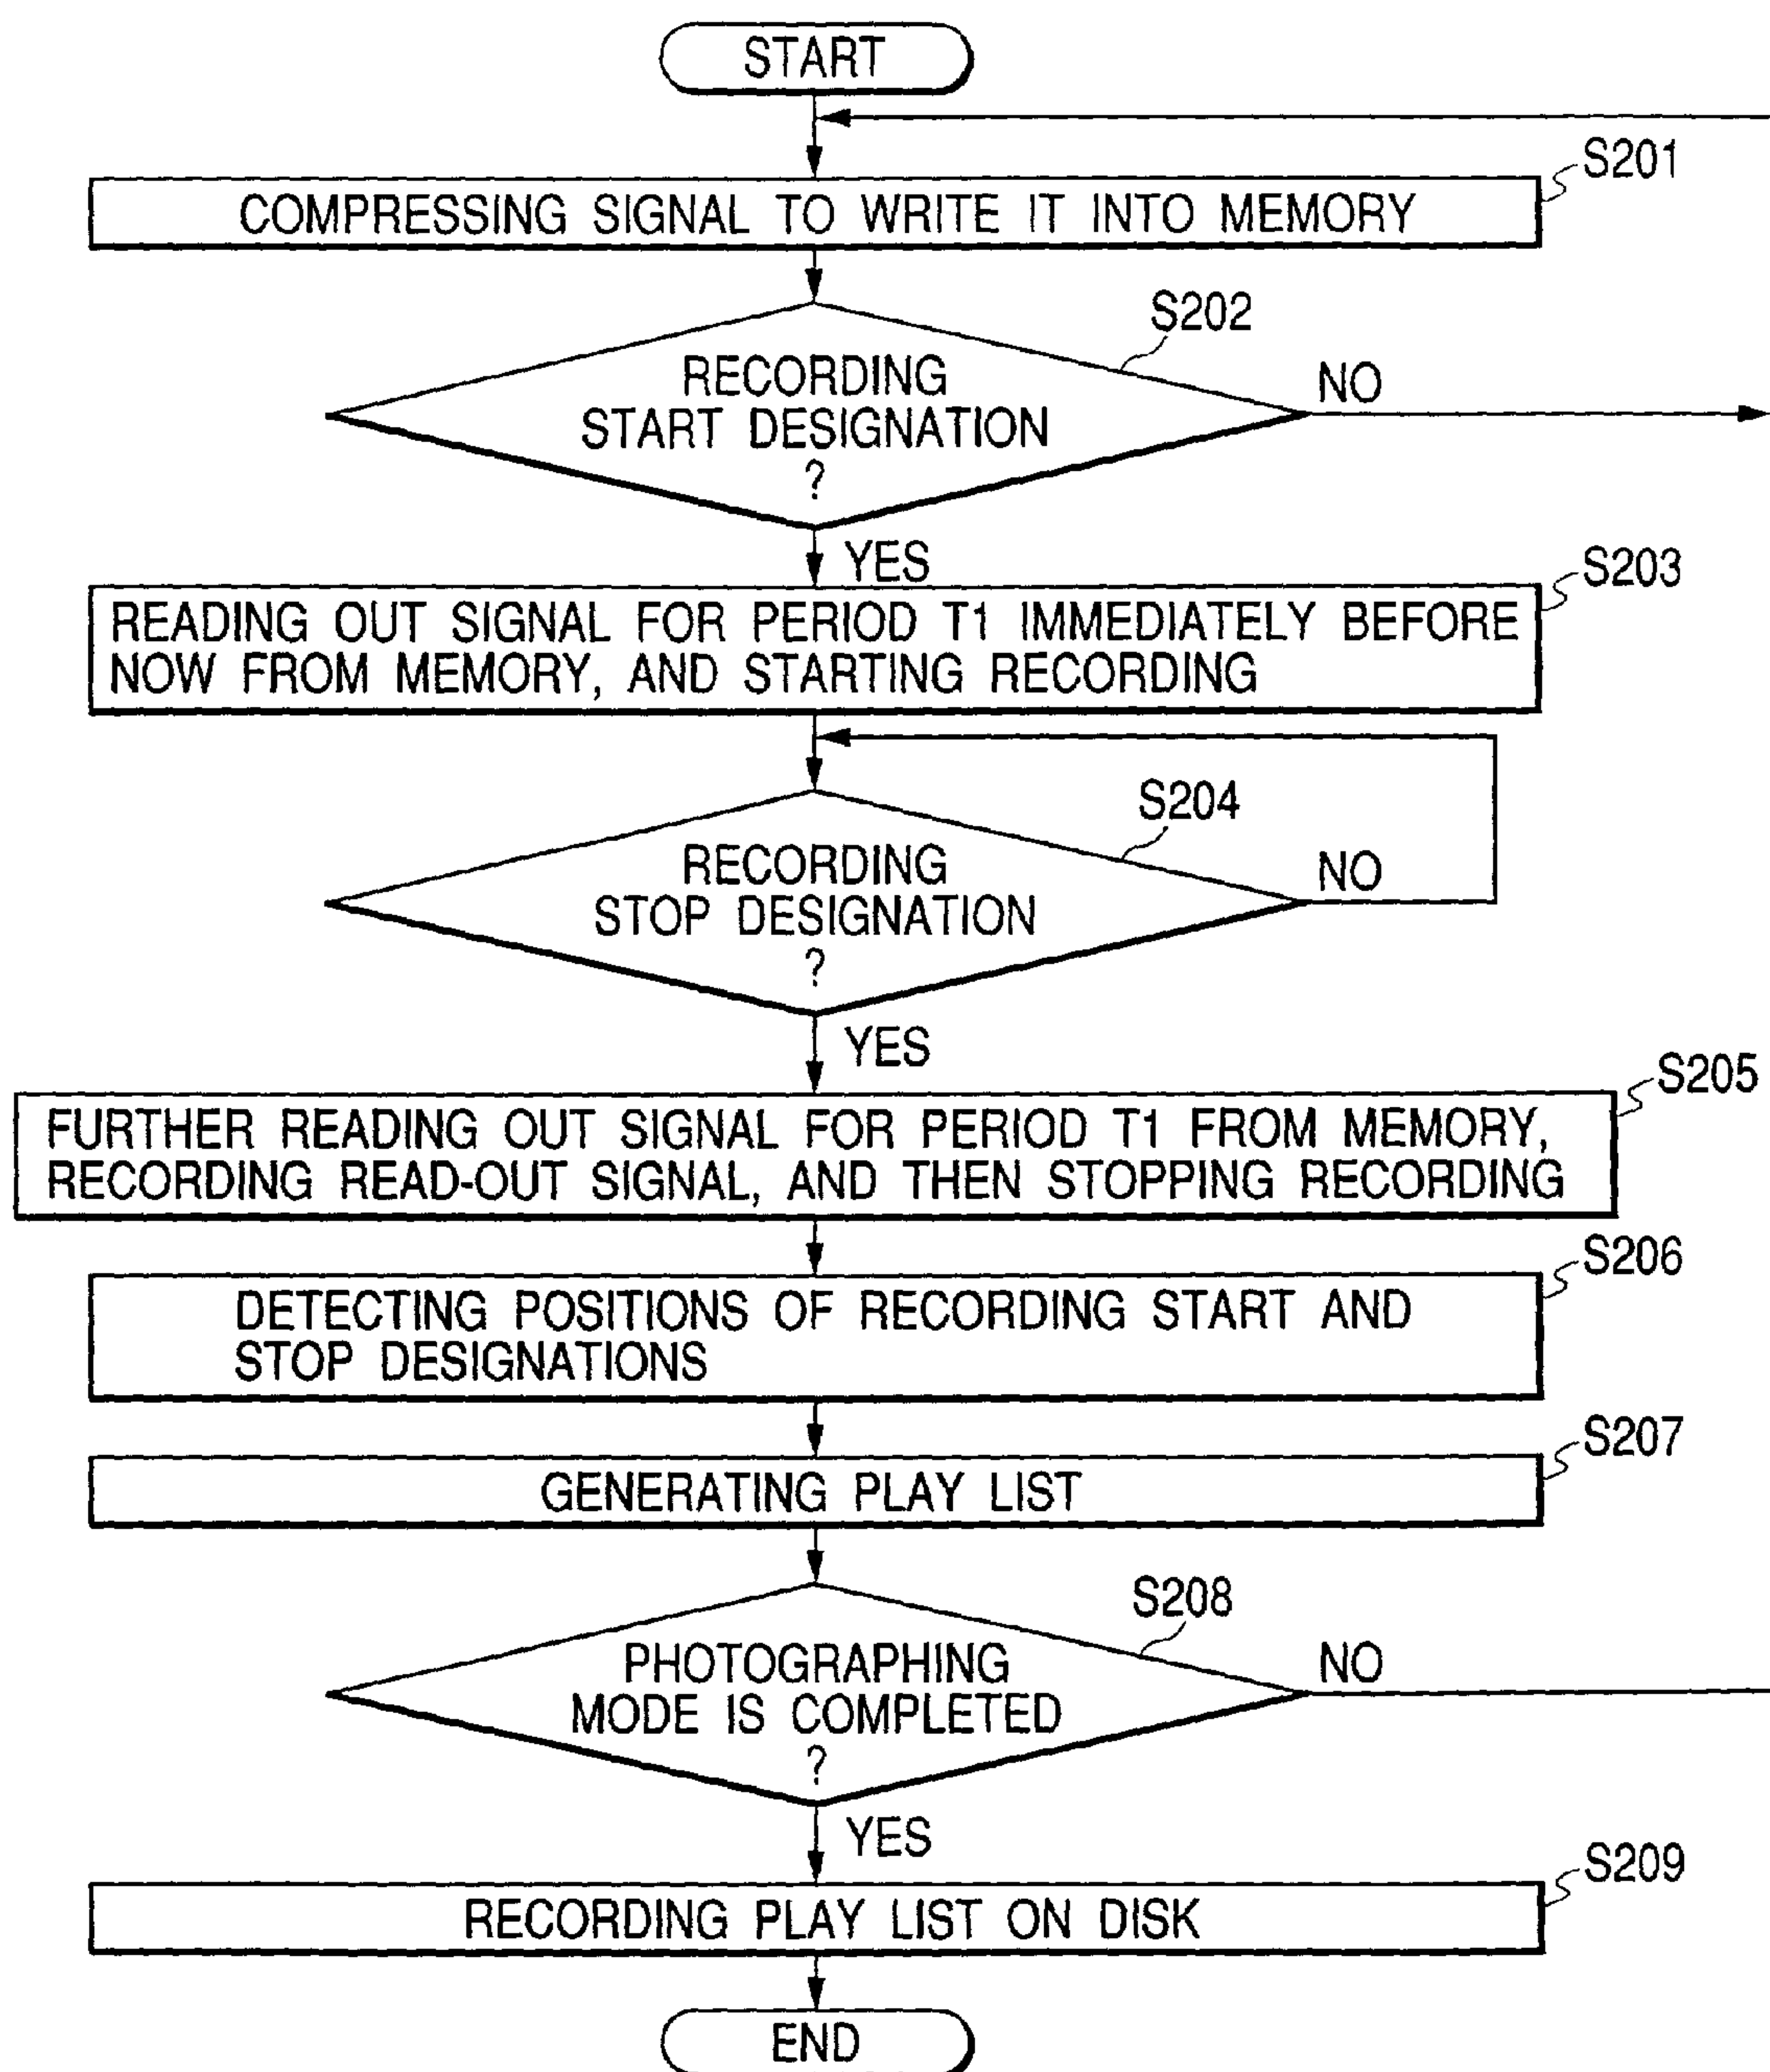 START
S201
COMPRESSING SIGNAL TO WRITE IT INTO MEMORY
S202
RECORDING
START DESIGNATION
?
NO
YES
S203
READING OUT SIGNAL FOR PERIOD T1 IMMEDIATELY BEFORE
NOW FROM MEMORY, AND STARTING RECORDING
S204
RECORDING
STOP DESIGNATION
?
NO
YES
S205
FURTHER READING OUT SIGNAL FOR PERIOD T1 FROM MEMORY,
RECORDING READ-OUT SIGNAL, AND THEN STOPPING RECORDING
S206
DETECTING POSITIONS OF RECORDING START AND
STOP DESIGNATIONS
S207
GENERATING PLAY LIST
S208
PHOTOGRAPHING
MODE IS COMPLETED
?
NO
YES
S209
RECORDING PLAY LIST ON DISK
END